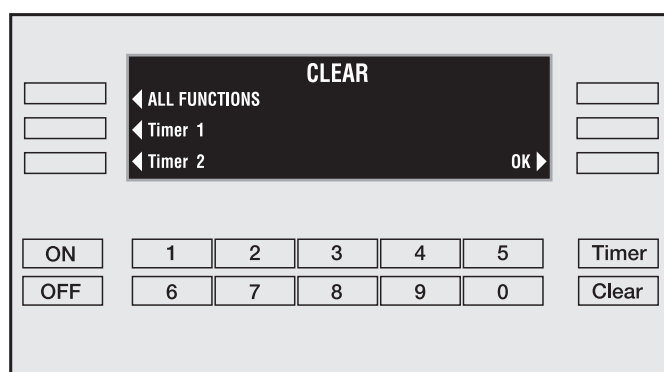 CLEAR
ALL FUNCTIONS
Timer 1
Timer 2 OK
ON 1 2 3 4 5 Timer
OFF 6 7 8 9 0 Clear